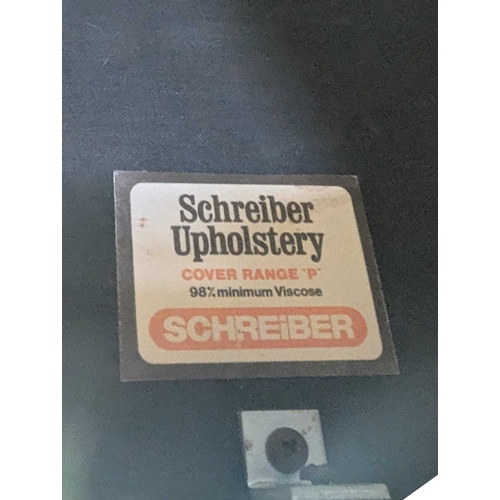 Schreiber
Upholstery
COVER RANGE "P"
98% minimum Viscose
SCHREiBER